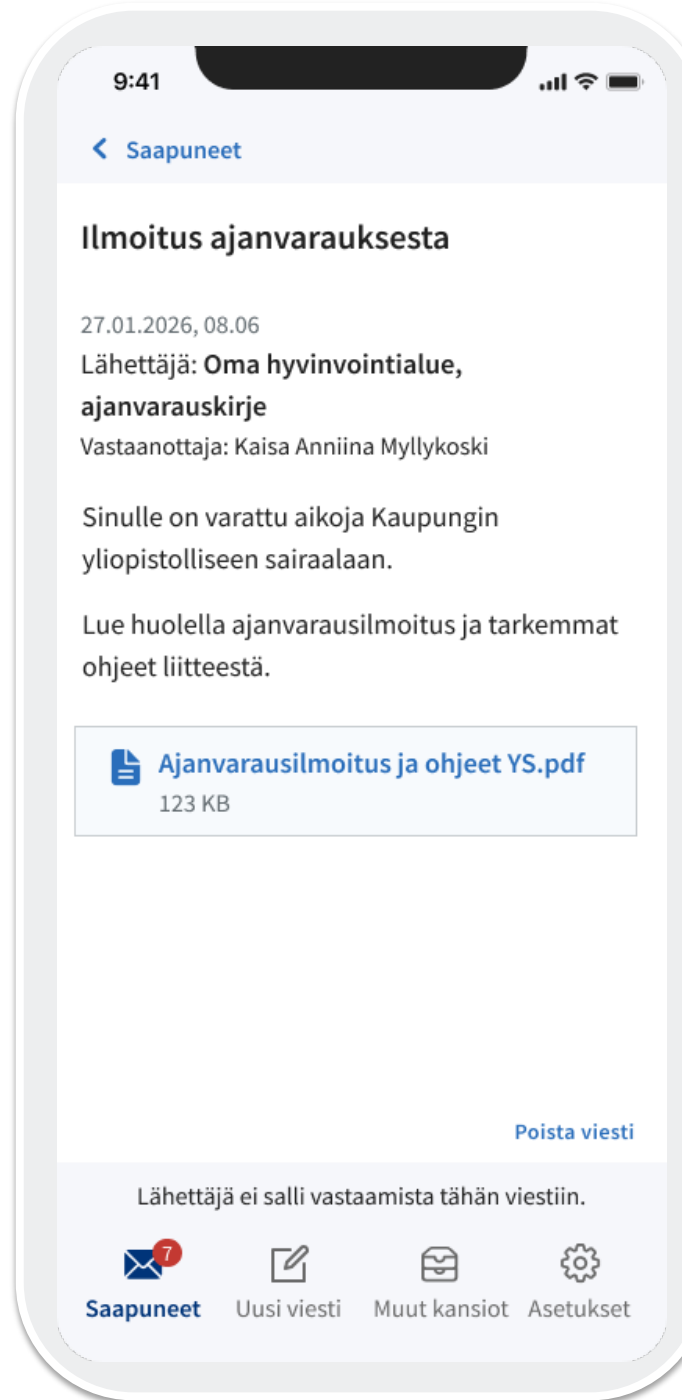 9:41
Saapuneet
Ilmoitus ajanvarauksesta
27.01.2026, 08.06
Lähettäjä: Oma hyvinvointialue,
ajanvarauskirje
Vastaanottaja: Kaisa Anniina Myllykoski
Sinulle on varattu aikoja Kaupungin
yliopistolliseen sairaalaan.
Lue huolella ajanvarausilmoitus ja tarkemmat
ohjeet liitteestä.
Ajanvarausilmoitus ja ohjeet YS.pdf
123 KB
Poista viesti
Lähettäjä ei salli vastaamista tähän viestiin.
7
Saapuneet Uusi viesti Muut kansiot Asetukset